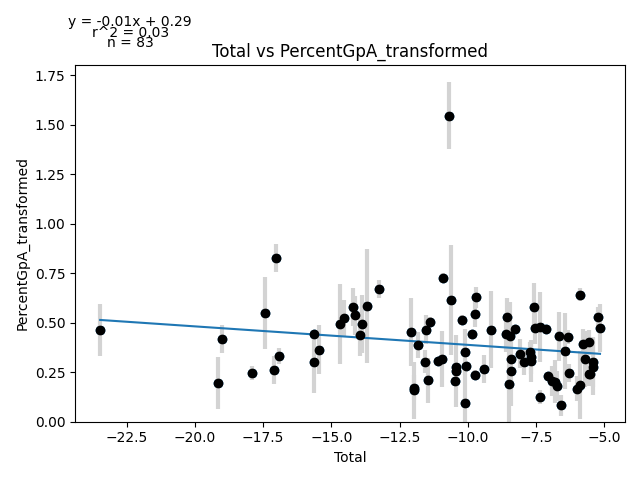 y = -0.01x + 0.29
r^2 = 0.03
n = 83
Total vs PercentGpA_transformed
1.75
1.50
1.25
1.00
0.75
0.50
0.25
0.00
PercentGpA_transformed
−22.5 −20.0 −17.5 −15.0 −12.5 −10.0 −7.5 −5.0
Total